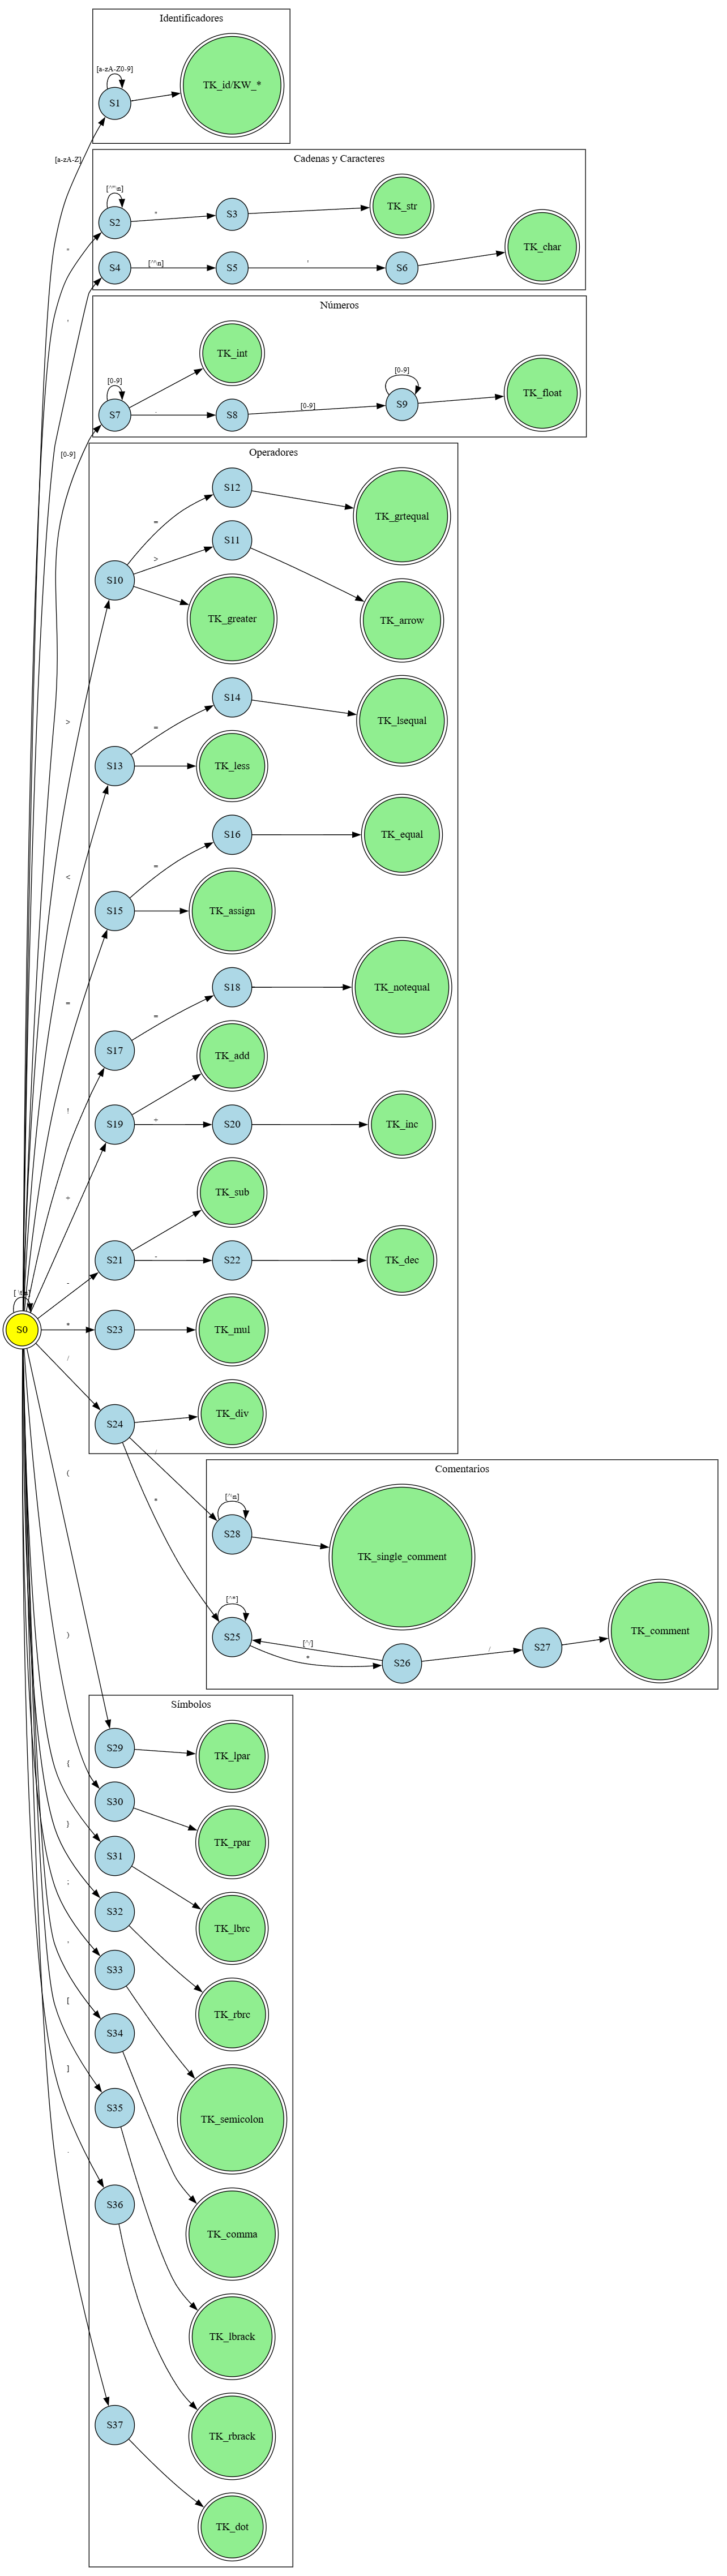 Identificadores
[a-zA-Z0-9]
S1
TK_id/KW_*
[a-zA-Z]
Cadenas y Caracteres
S2
"
S3
TK_str
"
S4
S5
'
S6
TK_char
'
Números
[0-9]
S7
TK_int
.
S8
[0-9]
[0-9]
S9
TK_float
[0-9]
Operadores
S10
=
S12
TK_grtequal
>
S11
TK_arrow
TK_greater
>
S13
=
S14
TK_lsequal
TK_less
<
S15
=
S16
TK_equal
TK_assign
=
S17
=
S18
TK_notequal
!
S19
TK_add
+
S20
TK_inc
+
S21
TK_sub
-
S22
TK_dec
-
S0
*
S23
TK_mul
/
S24
TK_div
/
*
Comentarios
[^\n]
S28
TK_single_comment
[^*]
S25
*
S26
/
S27
TK_comment
(
Símbolos
S29
TK_lpar
)
S30
TK_rpar
{
S31
TK_lbrc
}
S32
TK_rbrc
;
S33
TK_semicolon
,
S34
TK_comma
[
S35
TK_lbrack
]
S36
TK_rbrack
.
S37
TK_dot